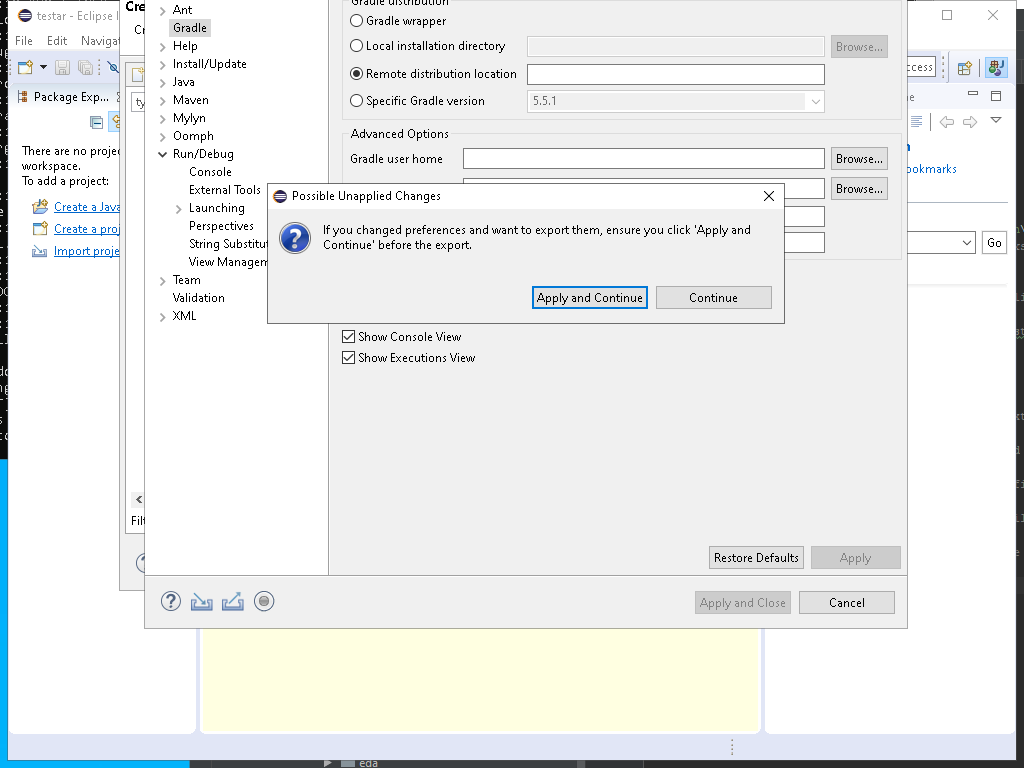 testar - Eclipse I
File Edit Navigat
Package Exp...
There are no projec
workspace.
To add a project:
Create a Java
Create a proj
Import proje
Cre
Cr
ty
Filt
Ant
Gradle
Help
Install/Update
Java
Maven
Mylyn
Oomph
Run/Debug
Console
External Tools
Launching
Perspectives
String Substitut
View Managem
Team
Validation
XML
Gradle distribution
Gradle wrapper
Local installation directory Browse...
Remote distribution location
Specific Gradle version 5.5.1
Advanced Options
Gradle user home Browse...
Browse...
Possible Unapplied Changes
If you changed preferences and want to export them, ensure you click 'Apply and
Continue' before the export.
Apply and Continue Continue
Show Console View
Show Executions View
Restore Defaults Apply
Apply and Close Cancel
ccess
ookmarks
Go
eda